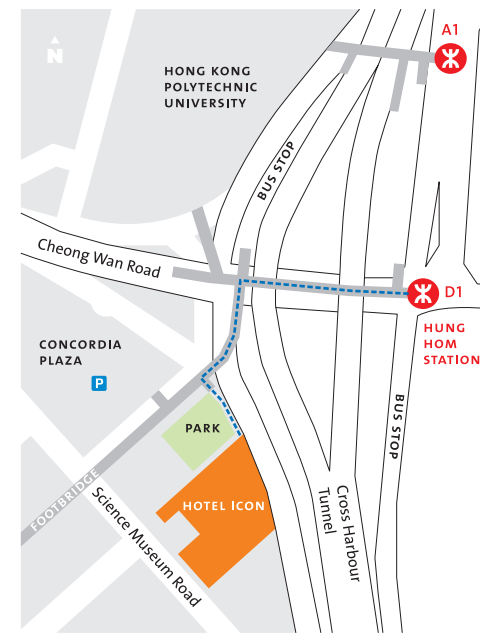 A1
N
HONG KONG
POLYTECHNIC
UNIVERSITY
BUS STOP
Cheong Wan Road
D1
HUNG
HOM
STATION
CONCORDIA
PLAZA
P
BUS STOP
PARK
FOOTBRIDGE
HOTEL ICON
Science Museum Road
Cross Harbour
Tunnel